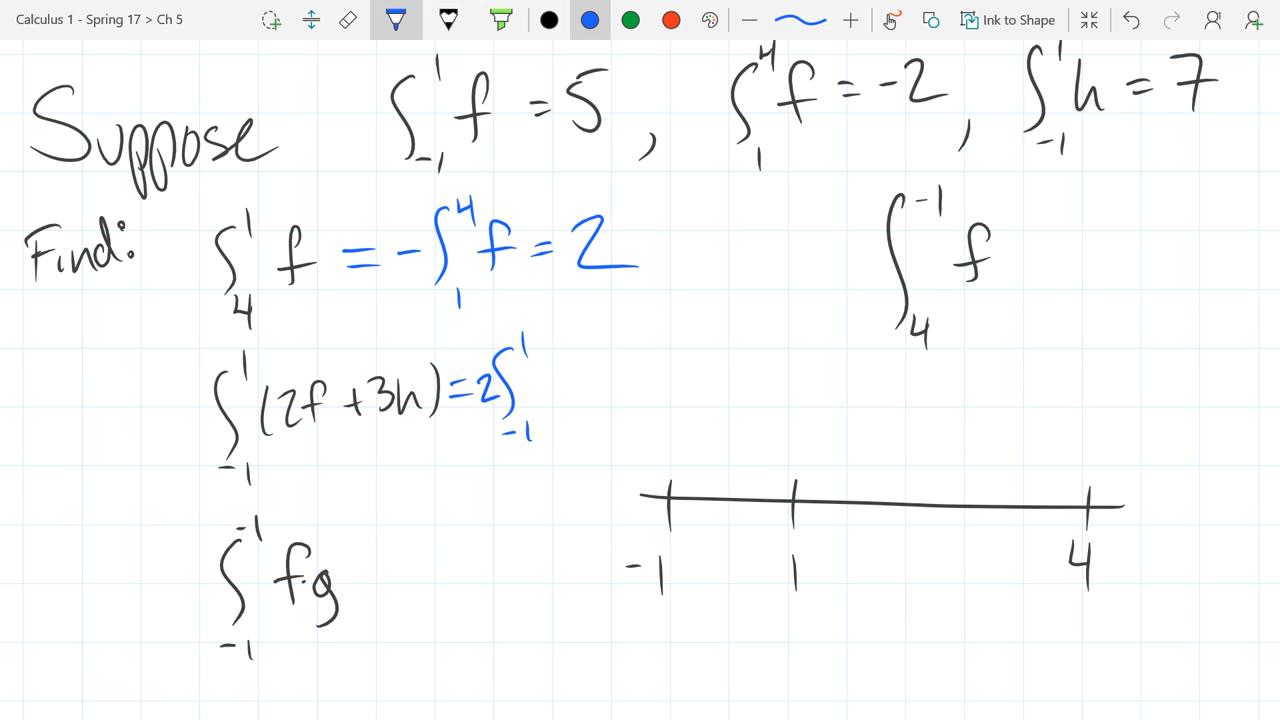 Calculus 1 - Spring 17 > Ch 5
Ink to Shape
Suppose ∫_{-1}^{1} f = 5 , ∫_{1}^{4} f = -2 , ∫_{-1}^{1} h = 7
Find: ∫_{4}^{1} f = -∫_{1}^{4} f = 2
∫_{4}^{-1} f
∫_{-1}^{1} (2f + 3h) = 2∫_{-1}^{1}
∫_{-1}^{-1} f·g
-1 1 4